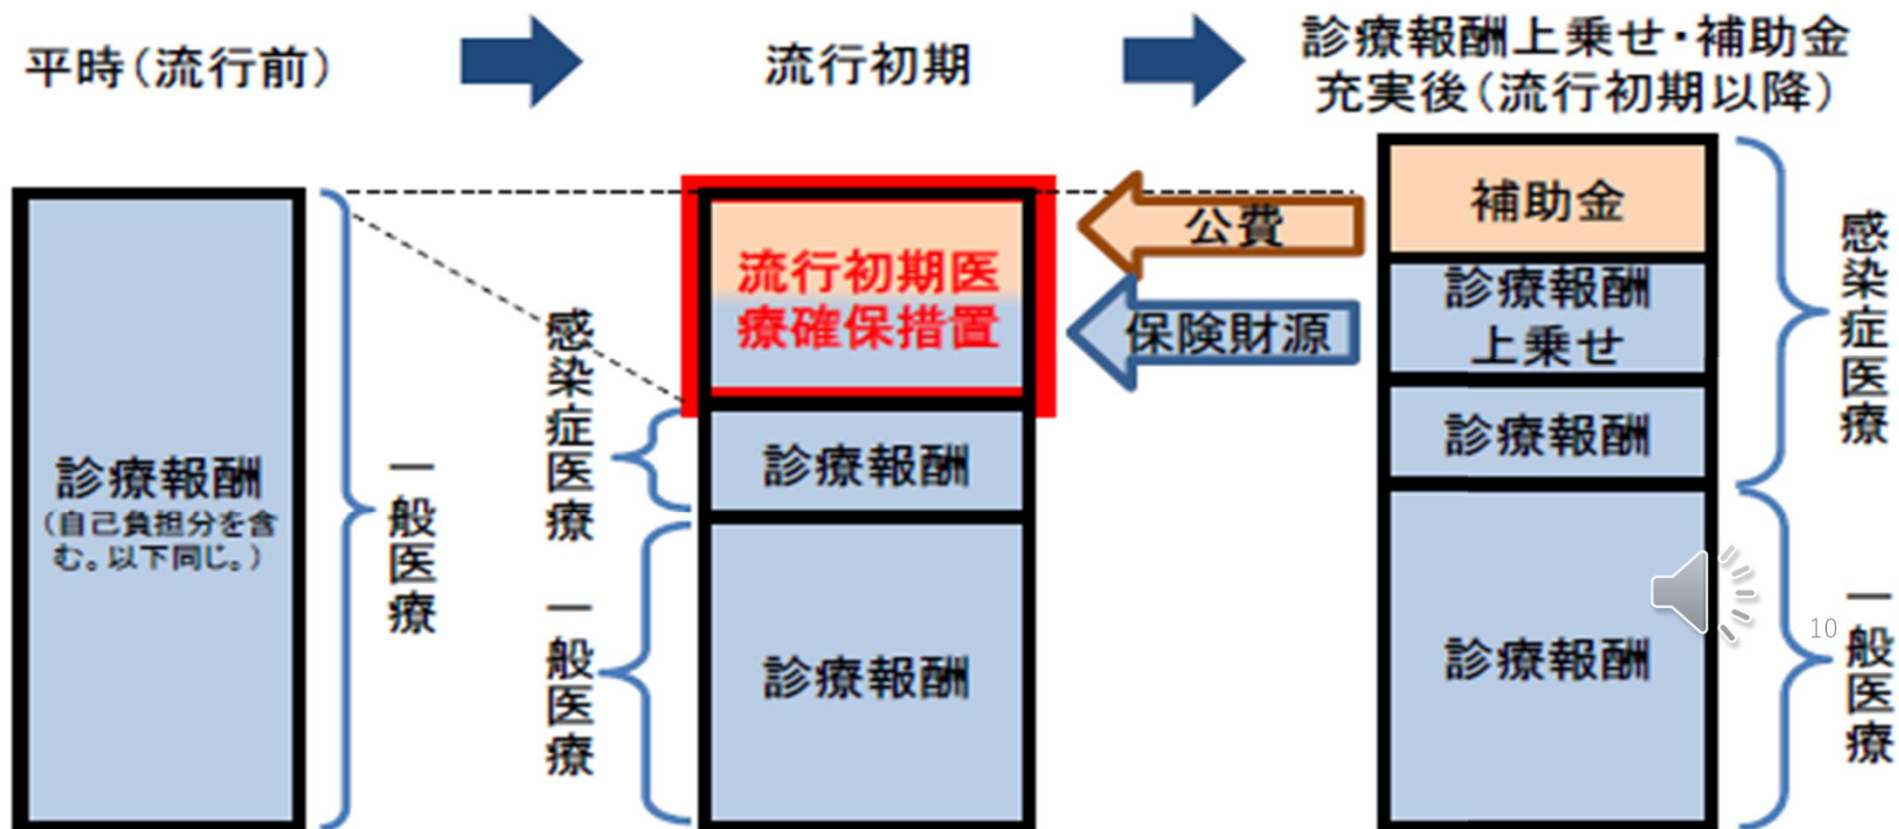 平時(流行前)
流行初期
診療報酬上乗せ・補助金
充実後(流行初期以降)
診療報酬
(自己負担分を含
む。以下同じ。)
一般医療
流行初期医
療確保措置
診療報酬
診療報酬
感染症医療
一般医療
公費
保険財源
補助金
診療報酬
上乗せ
診療報酬
診療報酬
感染症医療
一般医療
10